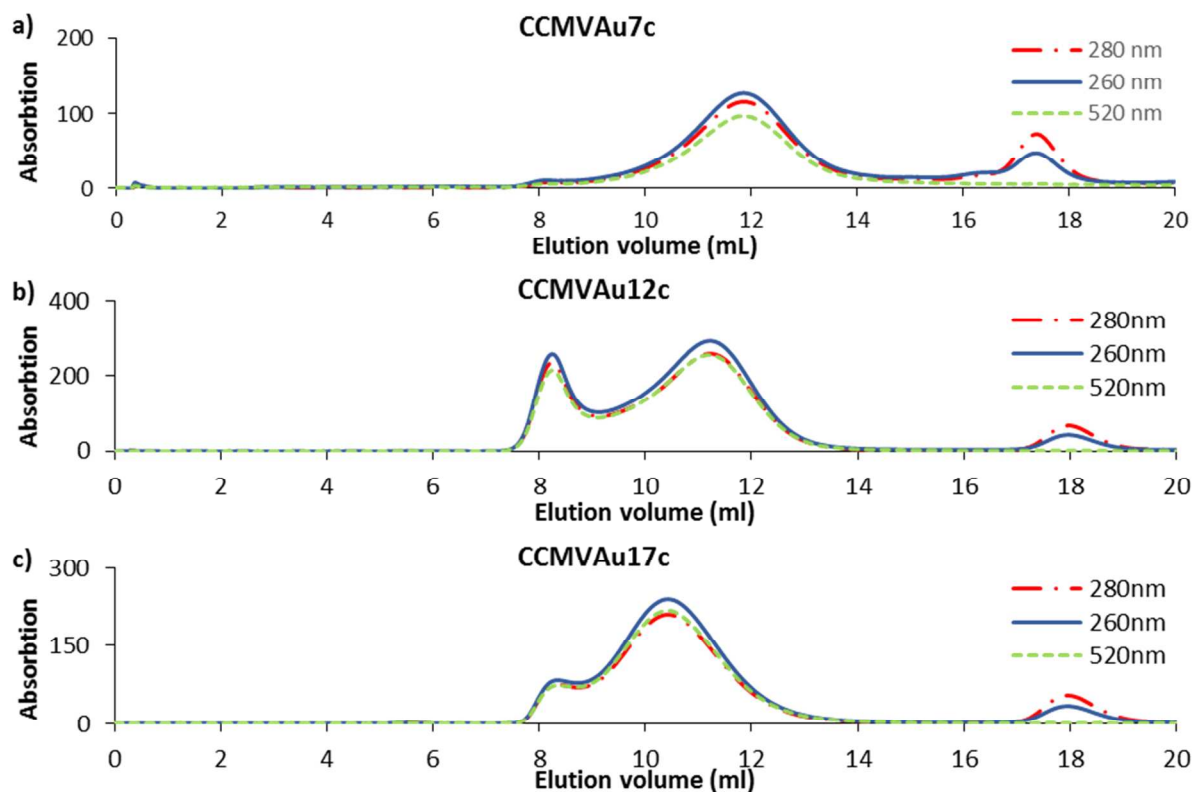 a)
CCMVAu7c
Absorbtion
200
100
0
280 nm
260 nm
520 nm
0 2 4 6 8 10 12 14 16 18 20
Elution volume (mL)
b)
CCMVAu12c
Absorbtion
400
200
0
280nm
260nm
520nm
0 2 4 6 8 10 12 14 16 18 20
Elution volume (ml)
c)
CCMVAu17c
Absorbtion
300
150
0
280nm
260nm
520nm
0 2 4 6 8 10 12 14 16 18 20
Elution volume (ml)